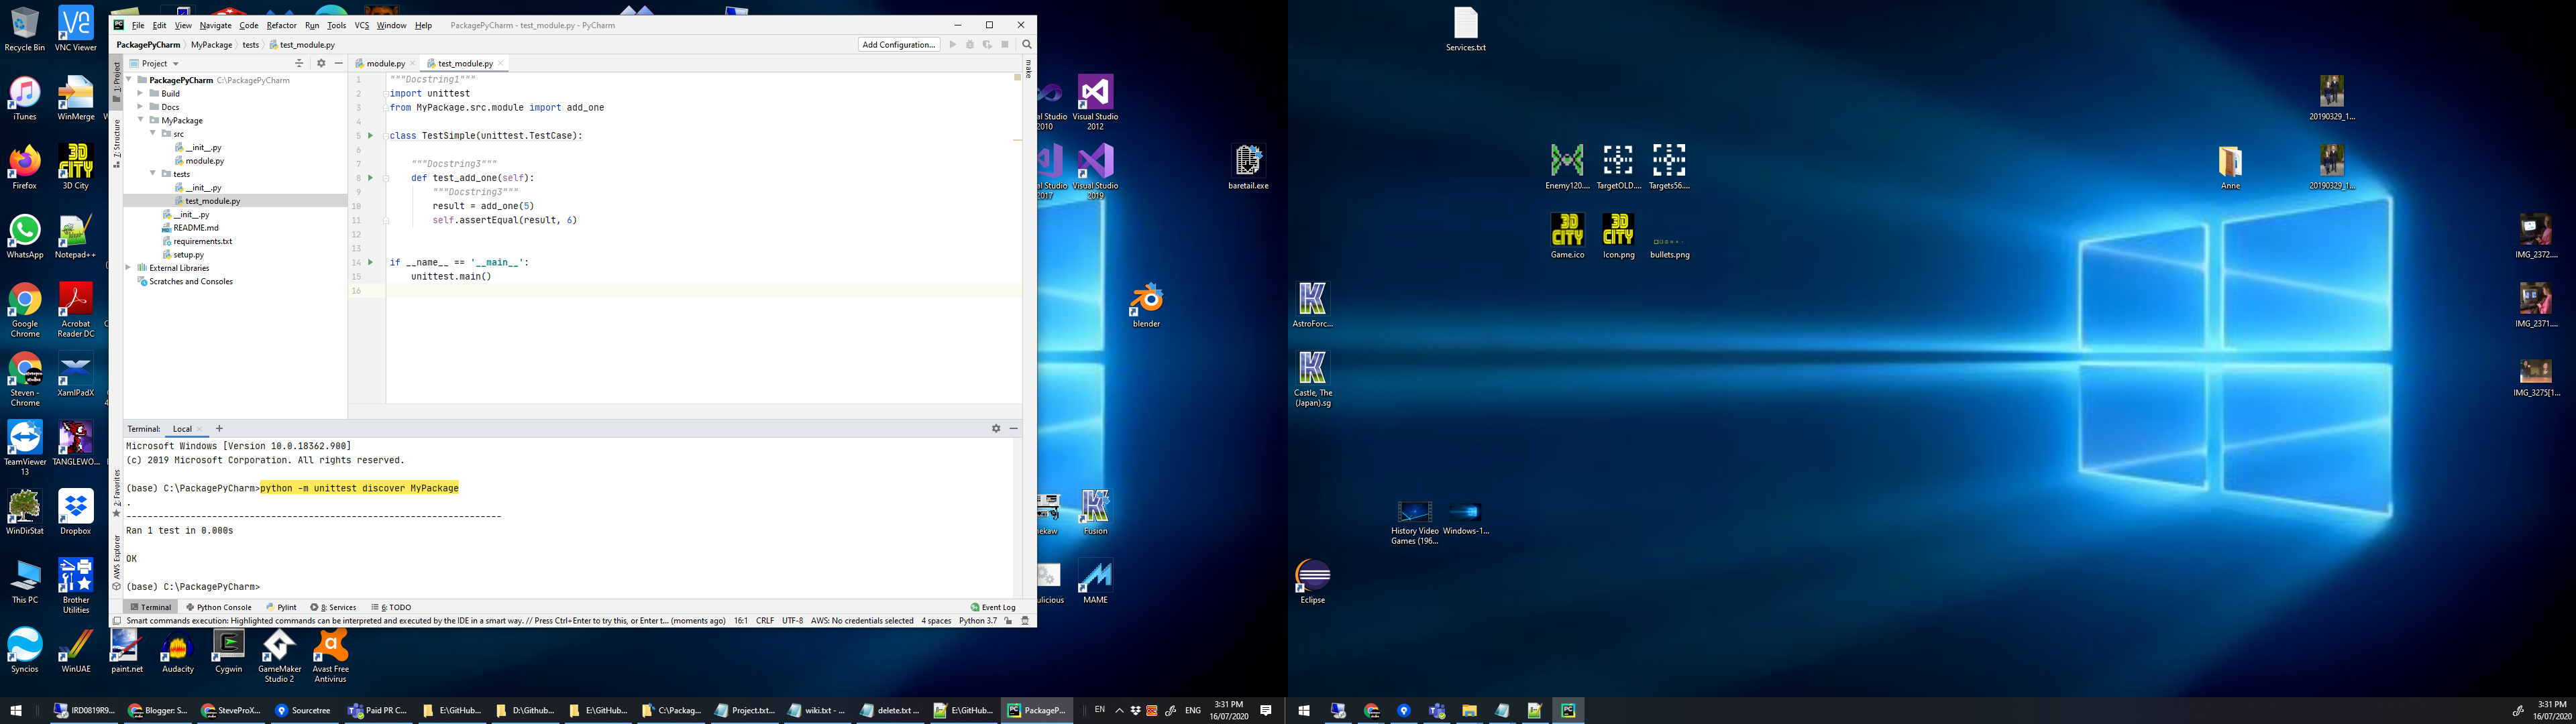 File Edit View Navigate Code Refactor Run Tools VCS Window Help PackagePyCharm - test_module.py - PyCharm
PackagePyCharm MyPackage tests test_module.py
Add Configuration...
Project
PackagePyCharm C:\PackagePyCharm
Build
Docs
MyPackage
src
__init__.py
module.py
tests
__init__.py
test_module.py
__init__.py
README.md
requirements.txt
setup.py
External Libraries
Scratches and Consoles
1: Project
7: Structure
2: Favorites
AWS Explorer
make
module.py test_module.py
1 """Docstring1"""
2 import unittest
3 from MyPackage.src.module import add_one
4
5 class TestSimple(unittest.TestCase):
6
7 """Docstring3"""
8 def test_add_one(self):
9 """Docstring3"""
10 result = add_one(5)
11 self.assertEqual(result, 6)
12
13
14 if __name__ == '__main__':
15 unittest.main()
16
Terminal: Local +
Microsoft Windows [Version 10.0.18362.900]
(c) 2019 Microsoft Corporation. All rights reserved.
(base) C:\PackagePyCharm>python -m unittest discover MyPackage
.
----------------------------------------------------------------------
Ran 1 test in 0.000s
OK
(base) C:\PackagePyCharm>
Terminal Python Console Pylint 8: Services 6: TODO Event Log
Smart commands execution: Highlighted commands can be interpreted and executed by the IDE in a smart way. // Press Ctrl+Enter to try this, or Enter t... (moments ago) 16:1 CRLF UTF-8 AWS: No credentials selected 4 spaces Python 3.7
Recycle Bin
VNC Viewer
iTunes
WinMerge
Firefox
3D City
WhatsApp
Notepad++
Google
Chrome
Acrobat
Reader DC
Steven -
Chrome
XamlPadX
TeamViewer
13
TANGLEWO...
WinDirStat
Dropbox
This PC
Brother
Utilities
Syncios
WinUAE
paint.net
Audacity
Cygwin
GameMaker
Studio 2
Avast Free
Antivirus
2010
Visual Studio
2012
2017
Visual Studio
2019
baretail.exe
blender
Fusion
MAME
Services.txt
Enemy120....
TargetOLD....
Targets56....
3D CITY
Game.ico
3D CITY
Icon.png
bullets.png
AstroForc...
Castle, The
(Japan).sg
History Video
Games (196...
Windows-1...
Eclipse
20190329_1...
Anne
20190329_1...
IMG_2372....
IMG_2371....
IMG_3275[1...
IRD0819R9...
Blogger: S...
SteveProX...
Sourcetree
Paid PR C...
E:\GitHub...
D:\Github...
E:\GitHub...
C:\Packag...
Project.txt...
wiki.txt - ...
delete.txt ...
E:\GitHub...
PackageP...
EN
ENG
3:31 PM
16/07/2020
3:31 PM
16/07/2020